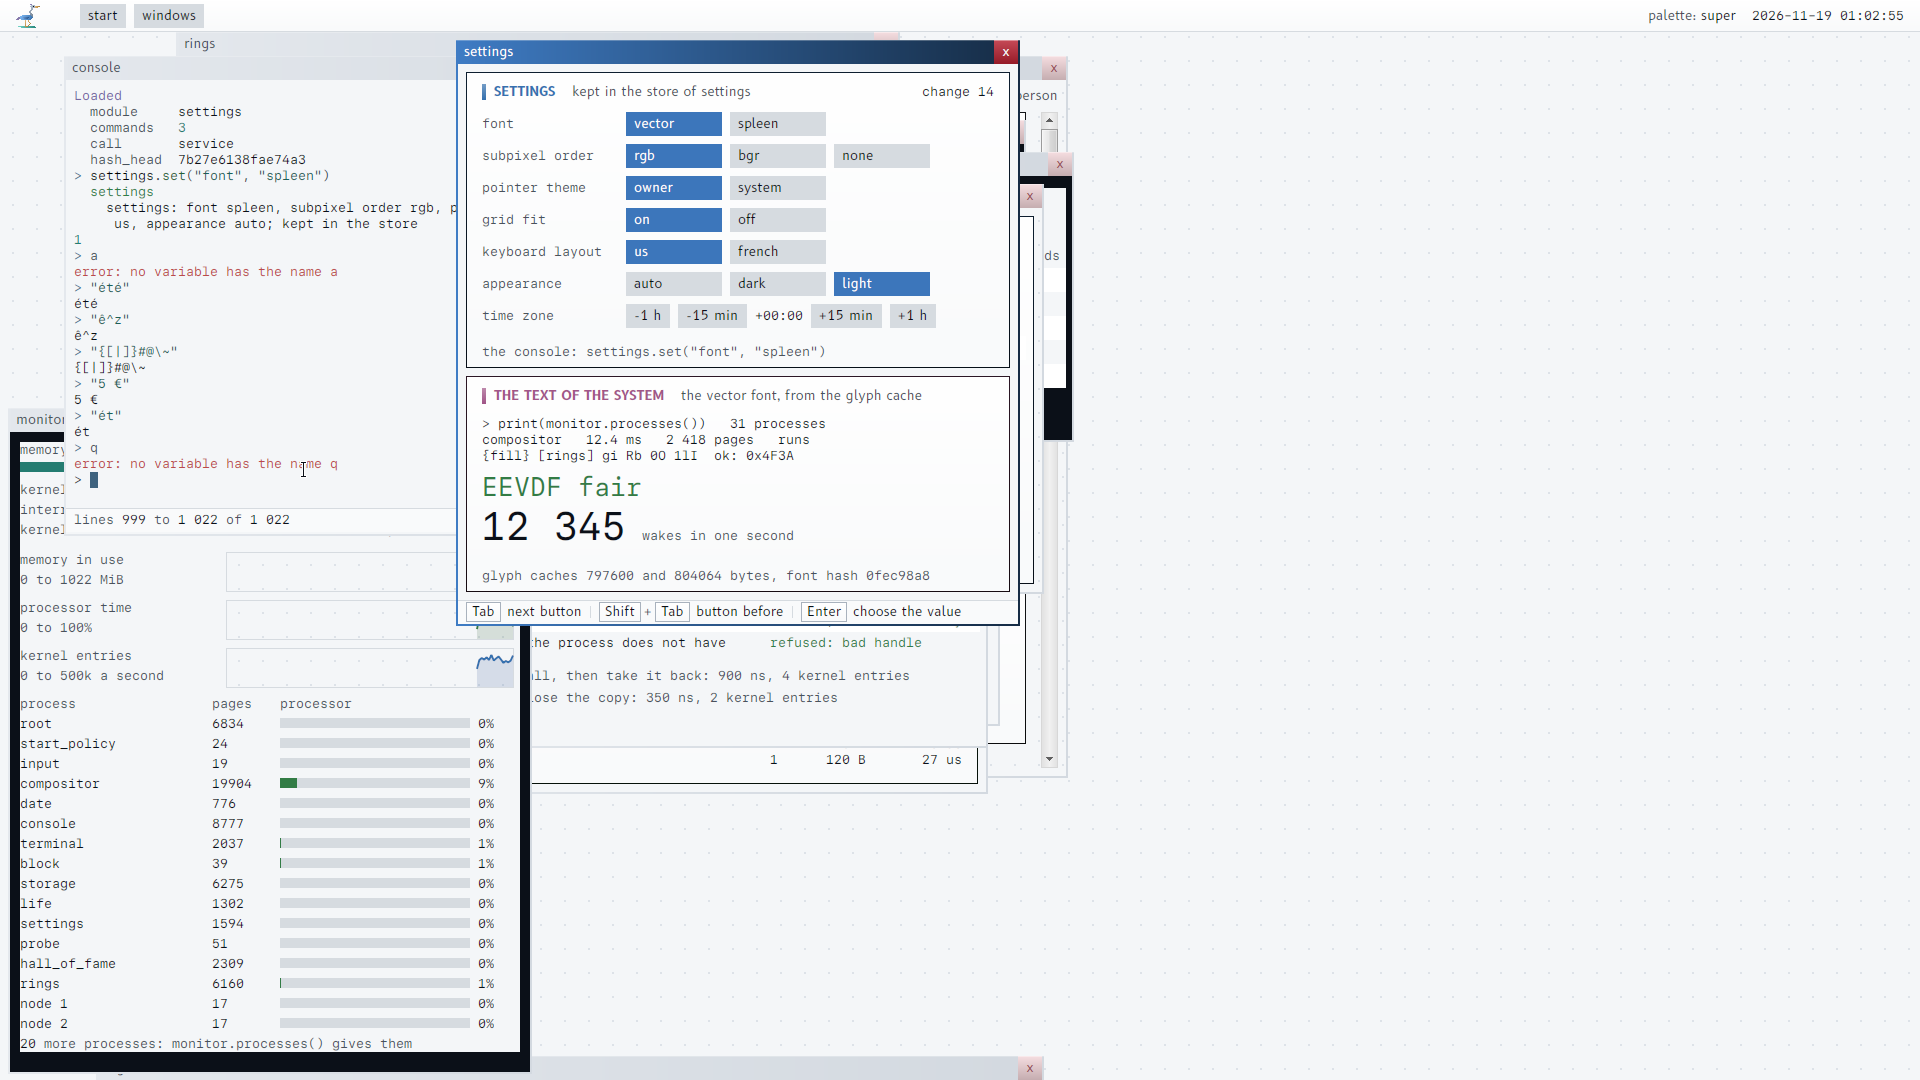 start windows palette: super 2026-11-19 01:02:55
rings
console
Loaded
module settings
commands 3
call service
hash_head 7b27e6138fae74a3
> settings.set("font", "spleen")
settings
settings: font spleen, subpixel order rgb, p
us, appearance auto; kept in the store
1
> a
error: no variable has the name a
> "été"
été
> "ê^z"
ê^z
> "{[|]}#@\~"
{[|]}#@\~
> "5 €"
5 €
> "ét"
ét
> q
error: no variable has the name q
>
lines 999 to 1 022 of 1 022
settings x
SETTINGS kept in the store of settings change 14
font vector spleen
subpixel order rgb bgr none
pointer theme owner system
grid fit on off
keyboard layout us french
appearance auto dark light
time zone -1 h -15 min +00:00 +15 min +1 h
the console: settings.set("font", "spleen")
THE TEXT OF THE SYSTEM the vector font, from the glyph cache
> print(monitor.processes()) 31 processes
compositor 12.4 ms 2 418 pages runs
{fill} [rings] gi Rb 0O 1lI ok: 0x4F3A
EEVDF fair
12 345 wakes in one second
glyph caches 797600 and 804064 bytes, font hash 0fec98a8
Tab next button Shift + Tab button before Enter choose the value
x
person
x
x
ds
the process does not have refused: bad handle
all, then take it back: 900 ns, 4 kernel entries
lose the copy: 350 ns, 2 kernel entries
1 120 B 27 us
x
monitor
memory
kernel
inter
kernel
memory in use
0 to 1022 MiB
processor time
0 to 100%
kernel entries
0 to 500k a second
process pages processor
root 6834 0%
start_policy 24 0%
input 19 0%
compositor 19904 9%
date 776 0%
console 8777 0%
terminal 2037 1%
block 39 1%
storage 6275 0%
life 1302 0%
settings 1594 0%
probe 51 0%
hall_of_fame 2309 0%
rings 6160 1%
node 1 17 0%
node 2 17 0%
20 more processes: monitor.processes() gives them